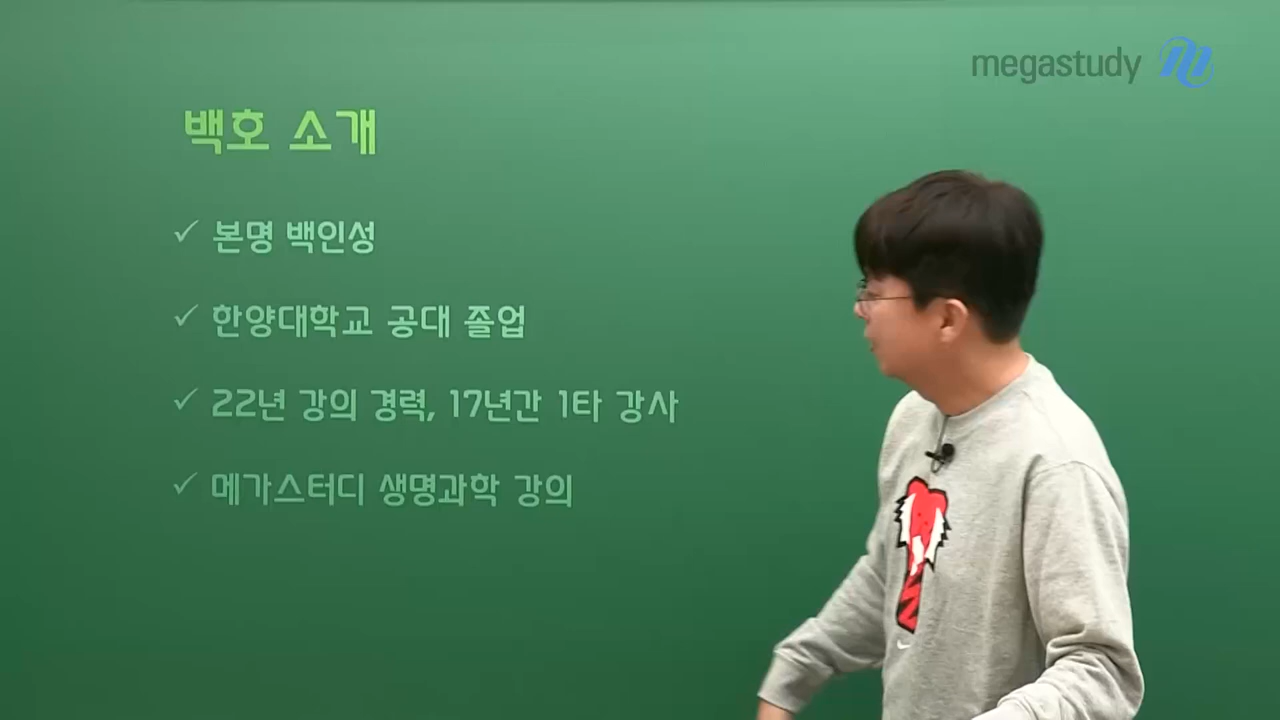 megastudy
백호 소개
✓ 본명 백인성
✓ 한양대학교 공대 졸업
✓ 22년 강의 경력, 17년간 1타 강사
✓ 메가스터디 생명과학 강의